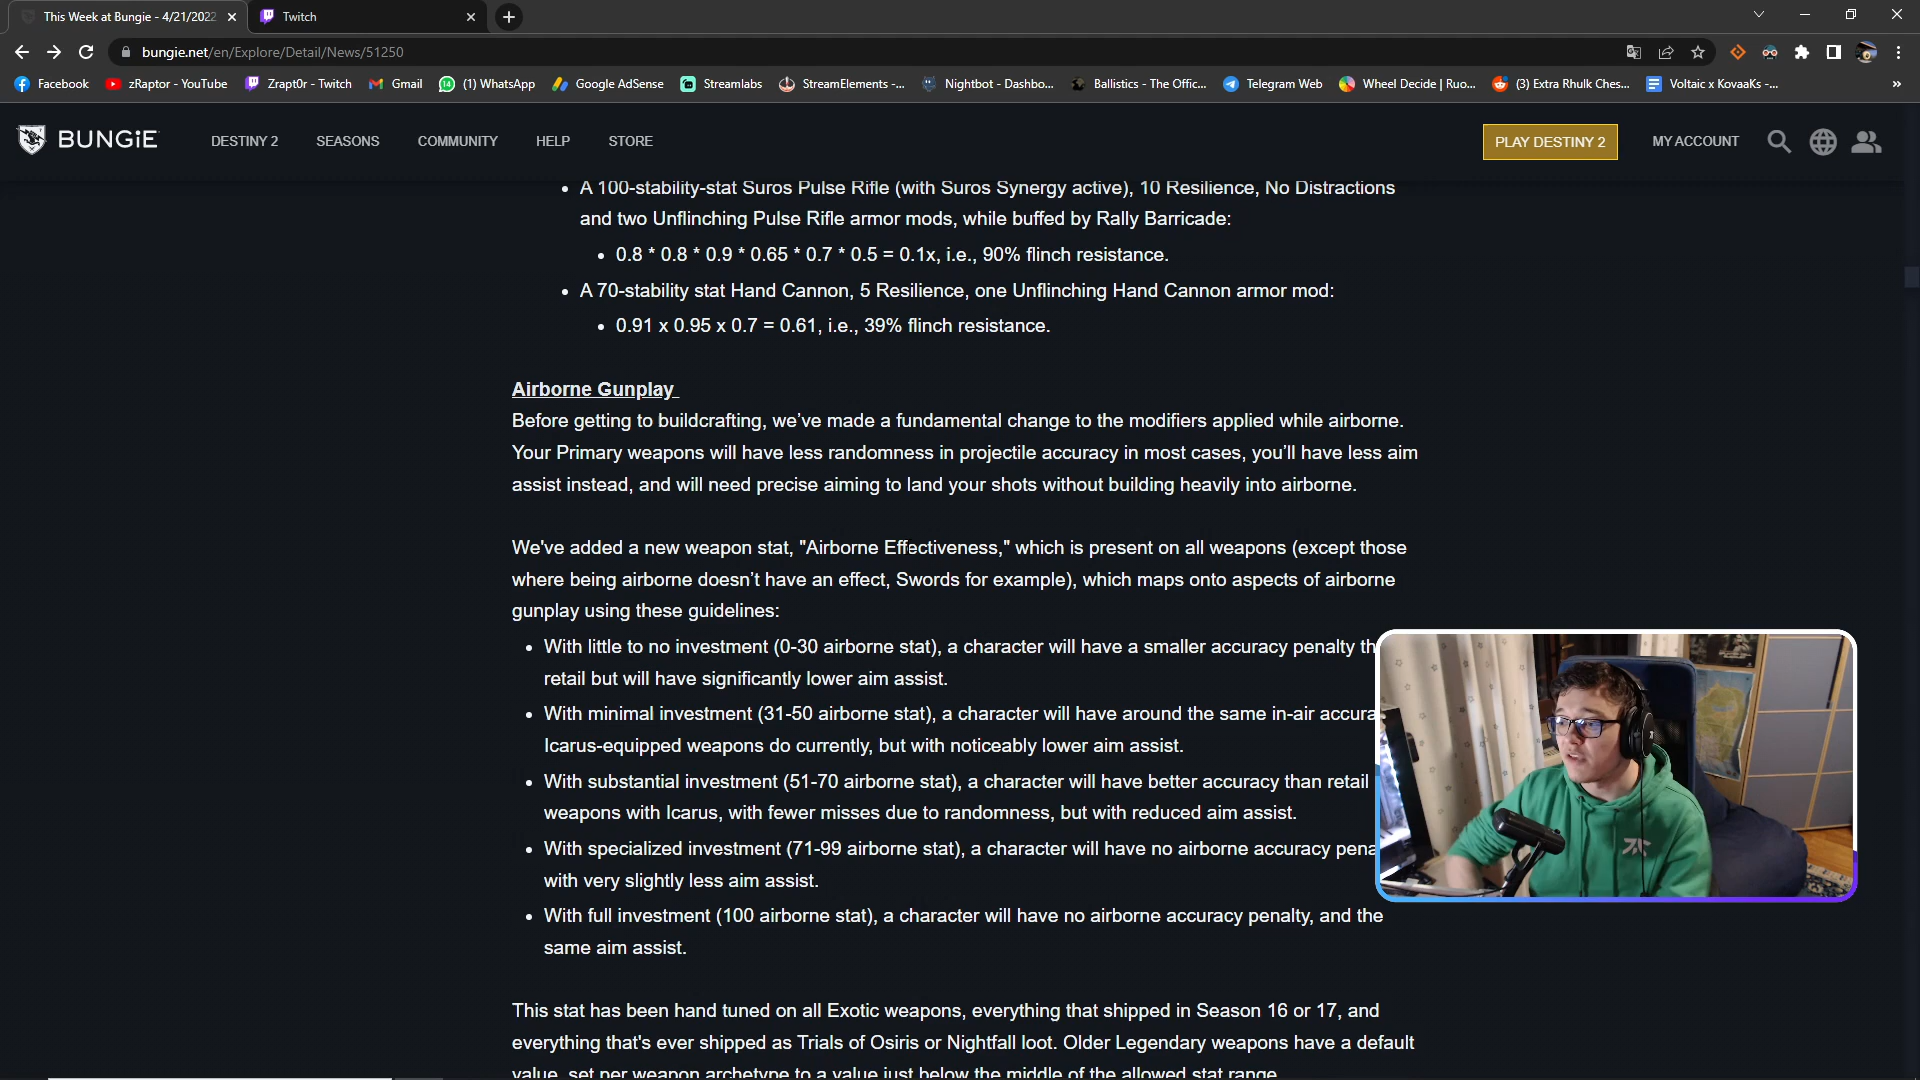 This Week at Bungie - 4/21/2022
Twitch
bungie.net/en/Explore/Detail/News/51250
Facebook
zRaptor - YouTube
Zrapt0r - Twitch
Gmail
(1) WhatsApp
Google AdSense
Streamlabs
StreamElements -...
Nightbot - Dashbo...
Ballistics - The Offic...
Telegram Web
Wheel Decide | Ruo...
(3) Extra Rhulk Ches...
Voltaic x KovaaKs -...
»
BUNGiE
DESTINY 2
SEASONS
COMMUNITY
HELP
STORE
PLAY DESTINY 2
MY ACCOUNT
• A 100-stability-stat Suros Pulse Rifle (with Suros Synergy active), 10 Resilience, No Distractions
and two Unflinching Pulse Rifle armor mods, while buffed by Rally Barricade:
• 0.8 * 0.8 * 0.9 * 0.65 * 0.7 * 0.5 = 0.1x, i.e., 90% flinch resistance.
• A 70-stability stat Hand Cannon, 5 Resilience, one Unflinching Hand Cannon armor mod:
• 0.91 x 0.95 x 0.7 = 0.61, i.e., 39% flinch resistance.
Airborne Gunplay
Before getting to buildcrafting, we’ve made a fundamental change to the modifiers applied while airborne.
Your Primary weapons will have less randomness in projectile accuracy in most cases, you’ll have less aim
assist instead, and will need precise aiming to land your shots without building heavily into airborne.
We've added a new weapon stat, "Airborne Effectiveness," which is present on all weapons (except those
where being airborne doesn’t have an effect, Swords for example), which maps onto aspects of airborne
gunplay using these guidelines:
• With little to no investment (0-30 airborne stat), a character will have a smaller accuracy penalty th
retail but will have significantly lower aim assist.
• With minimal investment (31-50 airborne stat), a character will have around the same in-air accura
Icarus-equipped weapons do currently, but with noticeably lower aim assist.
• With substantial investment (51-70 airborne stat), a character will have better accuracy than retail
weapons with Icarus, with fewer misses due to randomness, but with reduced aim assist.
• With specialized investment (71-99 airborne stat), a character will have no airborne accuracy pena
with very slightly less aim assist.
• With full investment (100 airborne stat), a character will have no airborne accuracy penalty, and the
same aim assist.
This stat has been hand tuned on all Exotic weapons, everything that shipped in Season 16 or 17, and
everything that's ever shipped as Trials of Osiris or Nightfall loot. Older Legendary weapons have a default
value, set per weapon archetype to a value just below the middle of the allowed stat range.